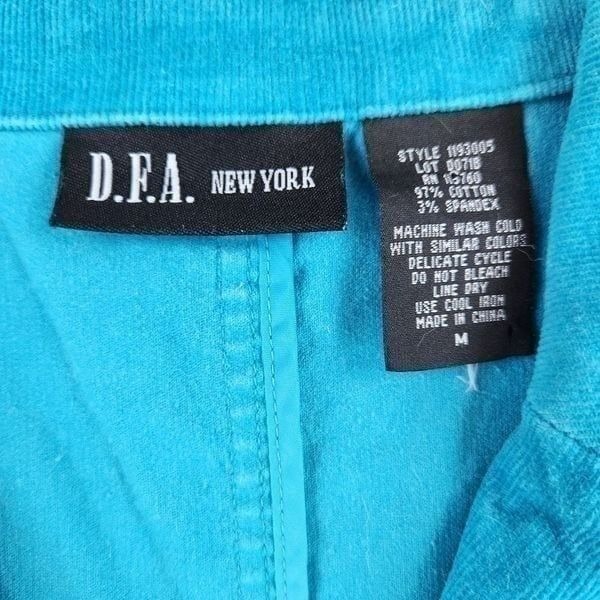 D.F.A. NEW YORK
STYLE 1193005
LOT 0071B
RN
97% COTTON
3% SPANDEX
MACHINE WASH COLD
WITH SIMILAR COLORS
DELICATE CYCLE
DO NOT BLEACH
LINE DRY
USE COOL IRON
MADE IN CHINA
M